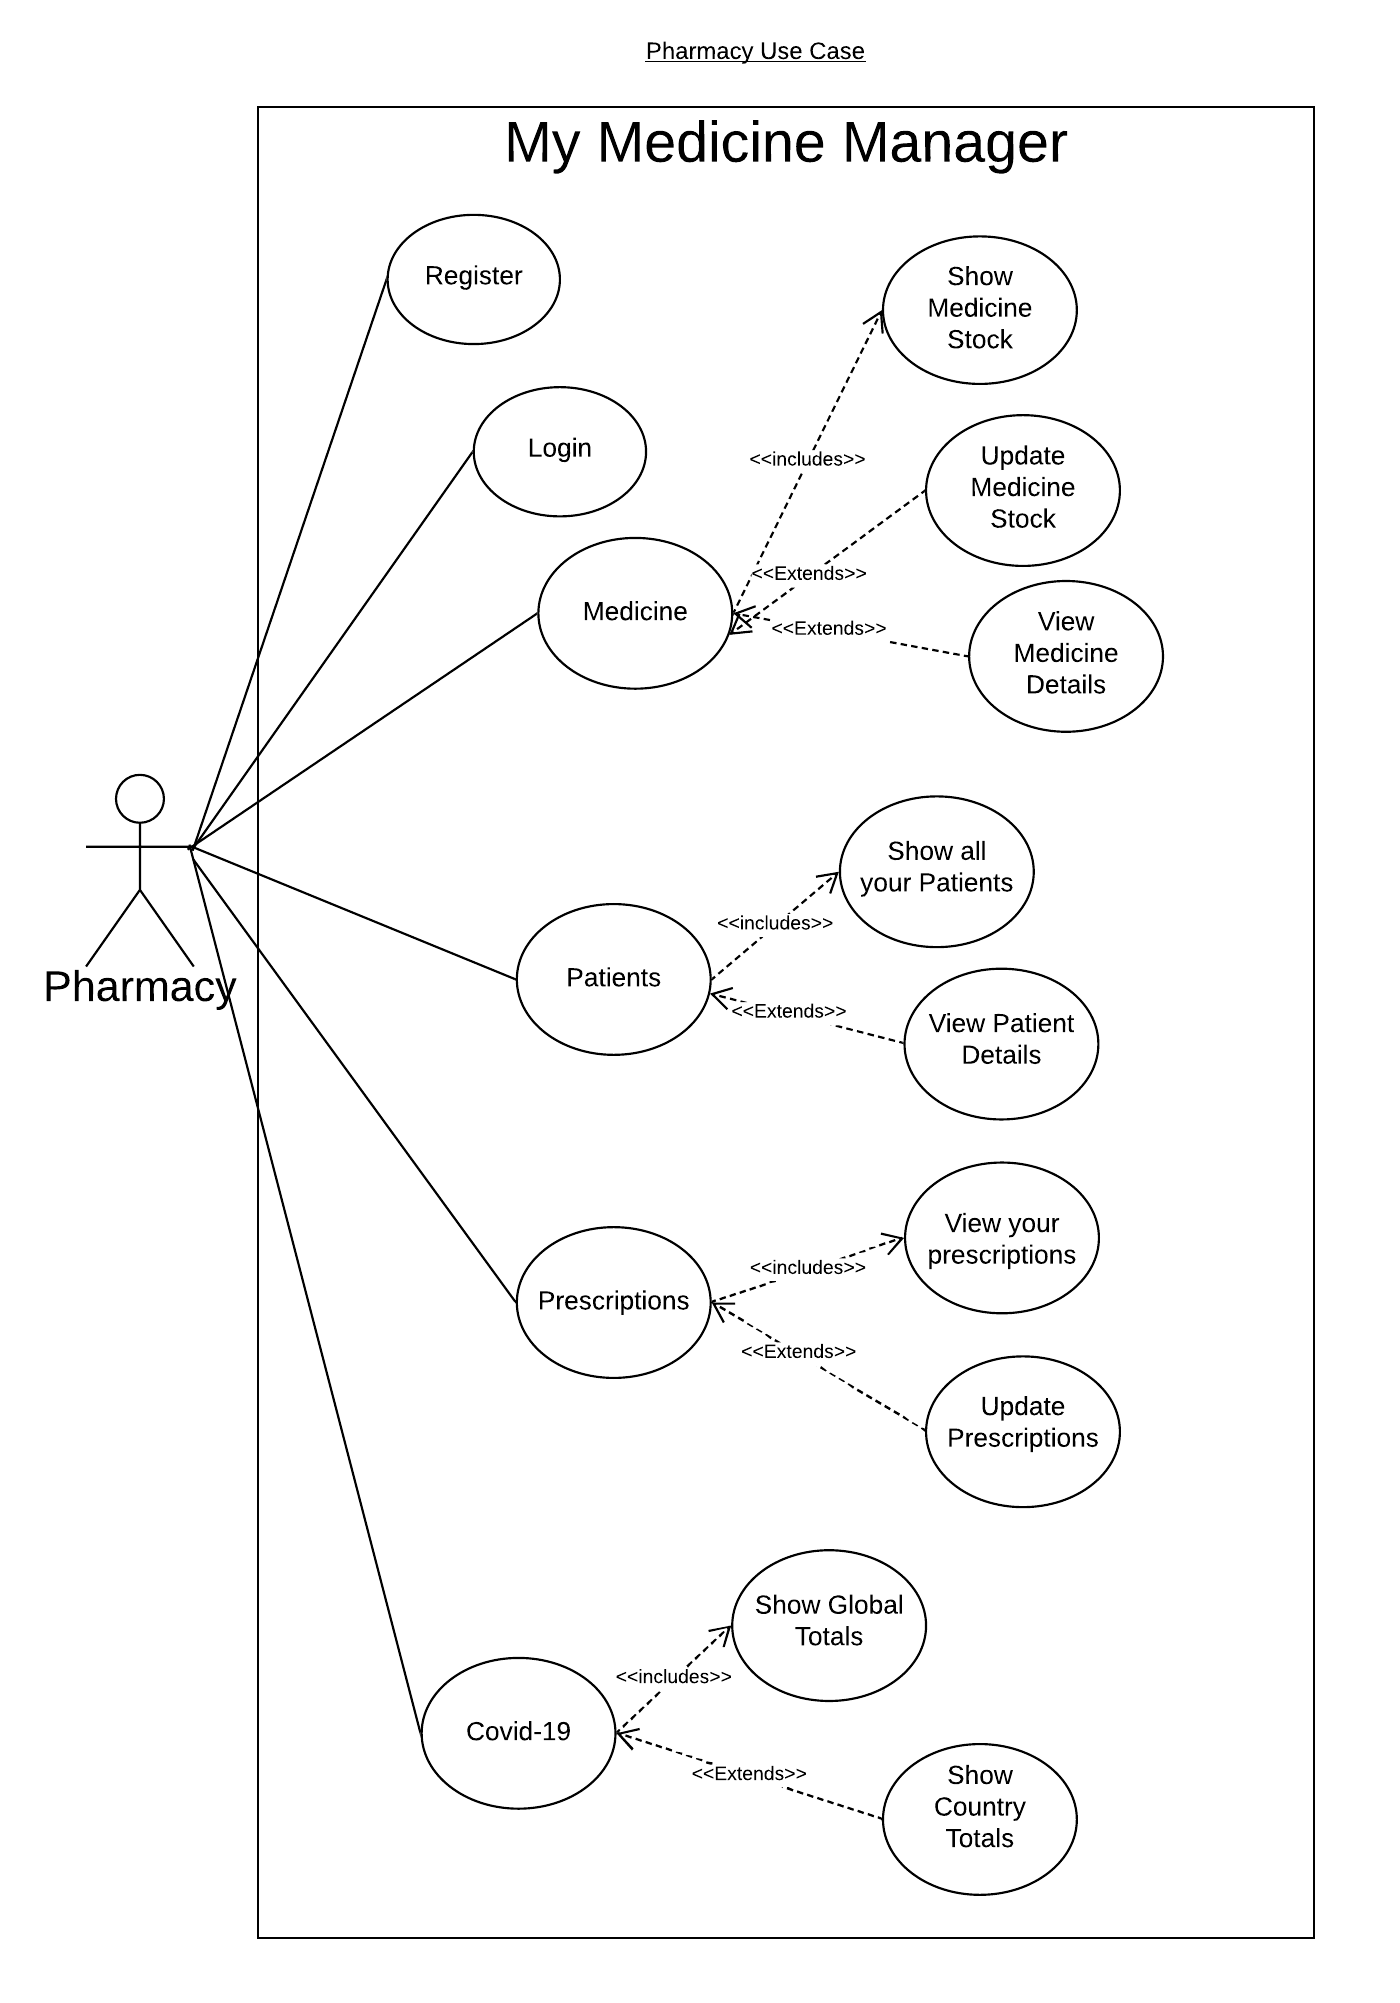 Pharmacy Use Case
My Medicine Manager
Register
Show
Medicine
Stock
Login
<<includes>>
Update
Medicine
Stock
<<Extends>>
Medicine
<<Extends>>
View
Medicine
Details
Pharmacy
Show all
your Patients
<<includes>>
Patients
<<Extends>>
View Patient
Details
View your
prescriptions
<<includes>>
Prescriptions
<<Extends>>
Update
Prescriptions
Show Global
Totals
<<includes>>
Covid-19
<<Extends>>
Show
Country
Totals